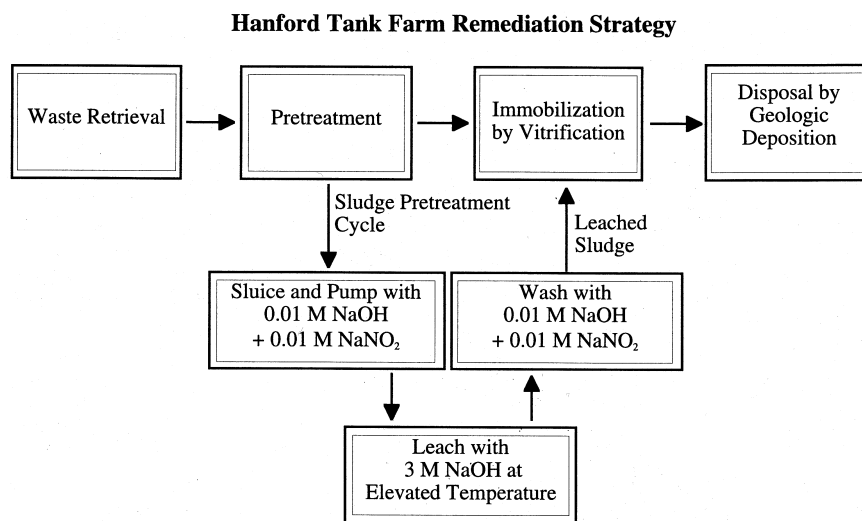 Hanford Tank Farm Remediation Strategy
Waste Retrieval
Pretreatment
Immobilization
by Vitrification
Disposal by
Geologic
Deposition
Sludge Pretreatment
Cycle
Leached
Sludge
Sluice and Pump with
0.01 M NaOH
+ 0.01 M NaNO₂
Wash with
0.01 M NaOH
+ 0.01 M NaNO₂
Leach with
3 M NaOH at
Elevated Temperature